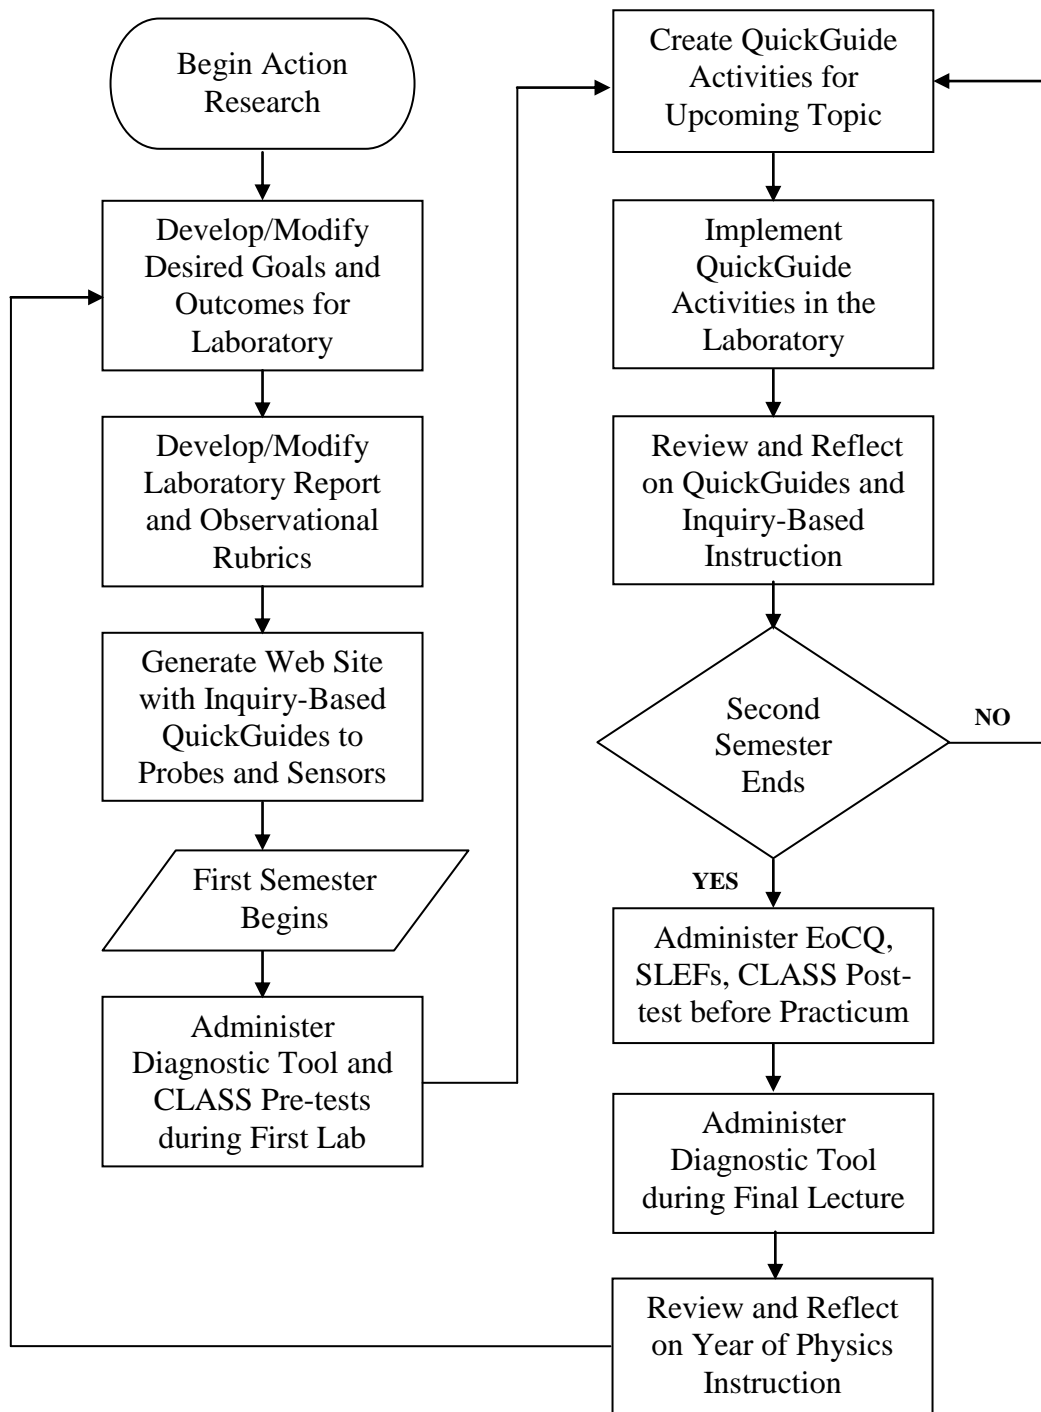 Begin Action
Research
Develop/Modify
Desired Goals and
Outcomes for
Laboratory
Develop/Modify
Laboratory Report
and Observational
Rubrics
Generate Web Site
with Inquiry-Based
QuickGuides to
Probes and Sensors
First Semester
Begins
Administer
Diagnostic Tool and
CLASS Pre-tests
during First Lab
Create QuickGuide
Activities for
Upcoming Topic
Implement
QuickGuide
Activities in the
Laboratory
Review and Reflect
on QuickGuides and
Inquiry-Based
Instruction
Second
Semester
Ends
NO
YES
Administer EoCQ,
SLEFs, CLASS Post-
test before Practicum
Administer
Diagnostic Tool
during Final Lecture
Review and Reflect
on Year of Physics
Instruction